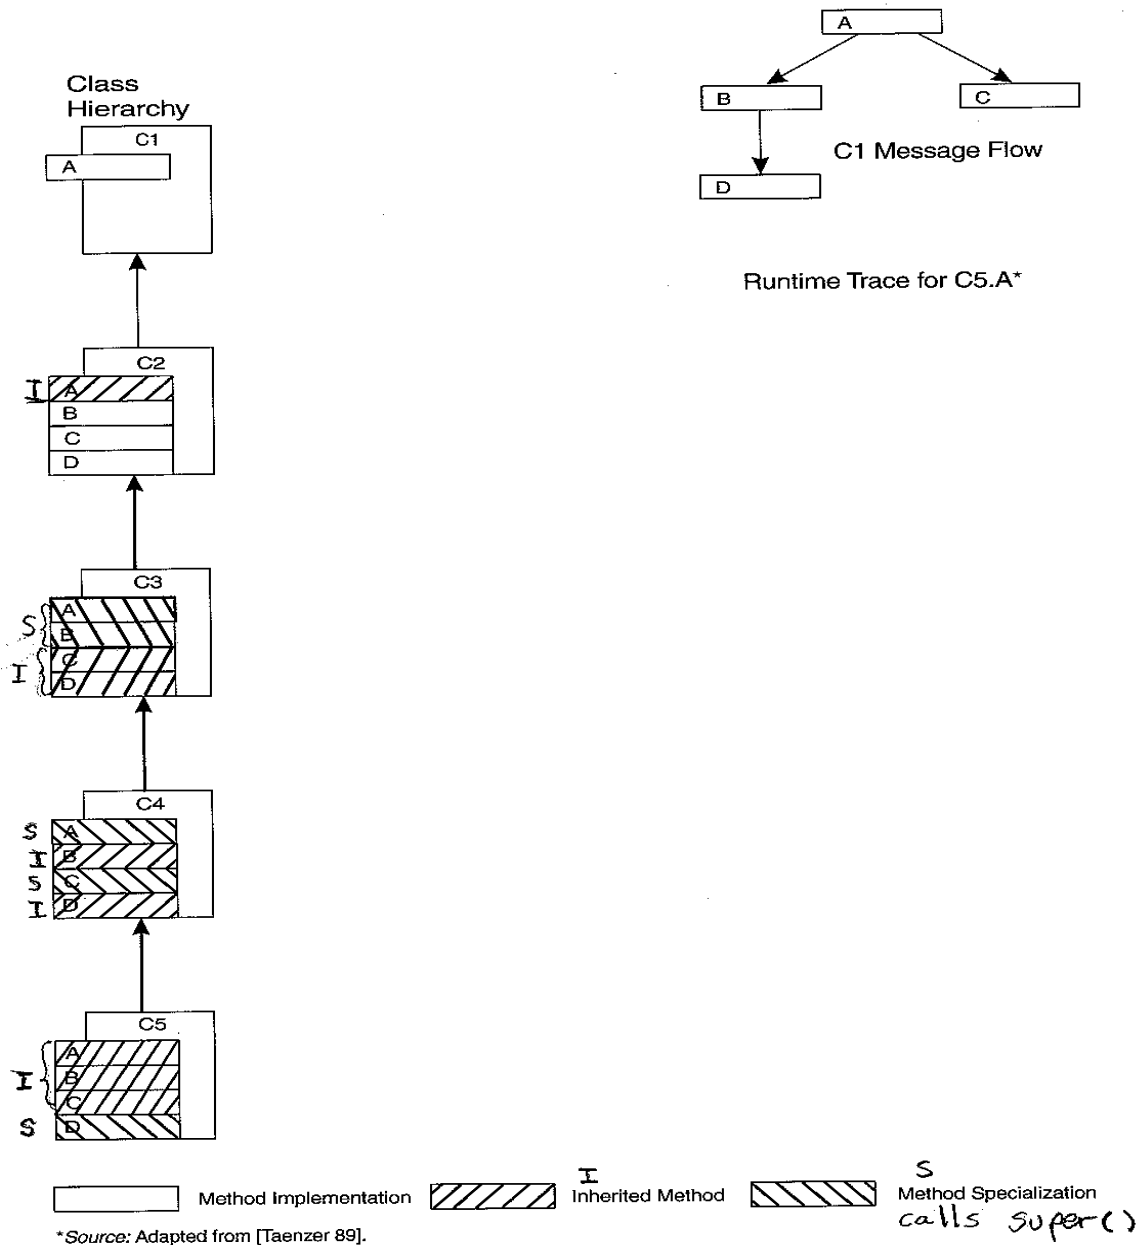 A
B
C
C1 Message Flow
D
Runtime Trace for C5.A*
Class
Hierarchy
C1
A
C2
I
A
B
C
D
C3
S
A
B
I
C
D
C4
S A
I B
S C
I D
C5
A
I B
C
S D
Method Implementation
I
Inherited Method
S
Method Specialization
calls super()
*Source: Adapted from [Taenzer 89].